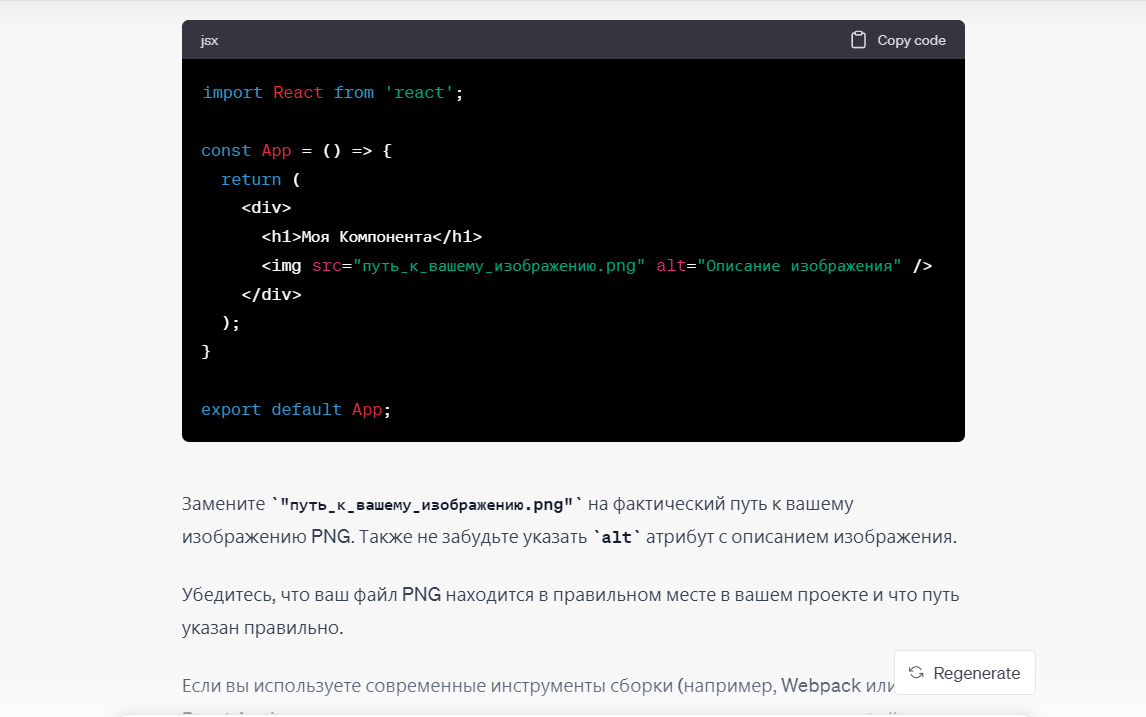 jsx
Copy code
import React from 'react';
const App = () => {
return (
<div>
<h1>Моя Компонента</h1>
<img src="путь_к_вашему_изображению.png" alt="Описание изображения" />
</div>
);
}
export default App;
Замените `"путь_к_вашему_изображению.png"` на фактический путь к вашему
изображению PNG. Также не забудьте указать `alt` атрибут с описанием изображения.
Убедитесь, что ваш файл PNG находится в правильном месте в вашем проекте и что путь
указан правильно.
Если вы используете современные инструменты сборки (например, Webpack или
Regenerate